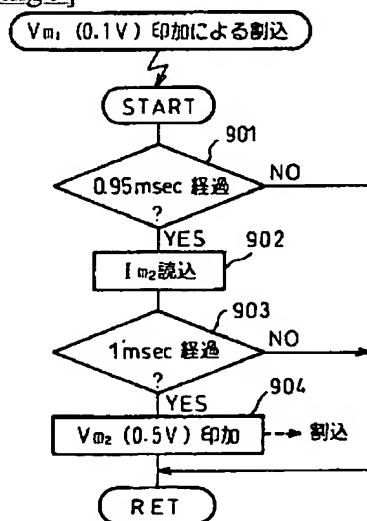 Vm₁ (0.1V) 印加による割込
START
901
0.95msec 経過
?
NO
YES
902
Im₂読込
903
1msec 経過
?
NO
YES
904
Vm₂ (0.5V) 印加
割込
RET